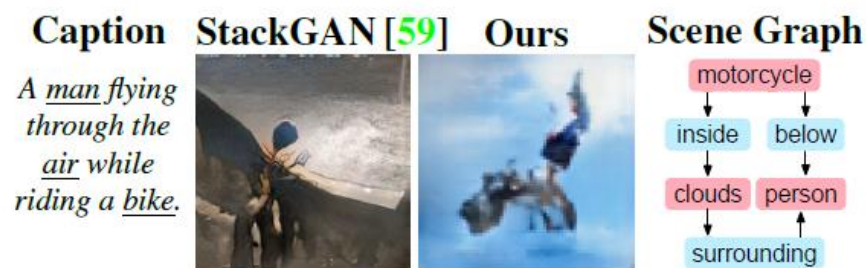 Caption StackGAN [59] Ours Scene Graph
A man flying
through the
air while
riding a bike.
motorcycle
inside below
clouds person
surrounding